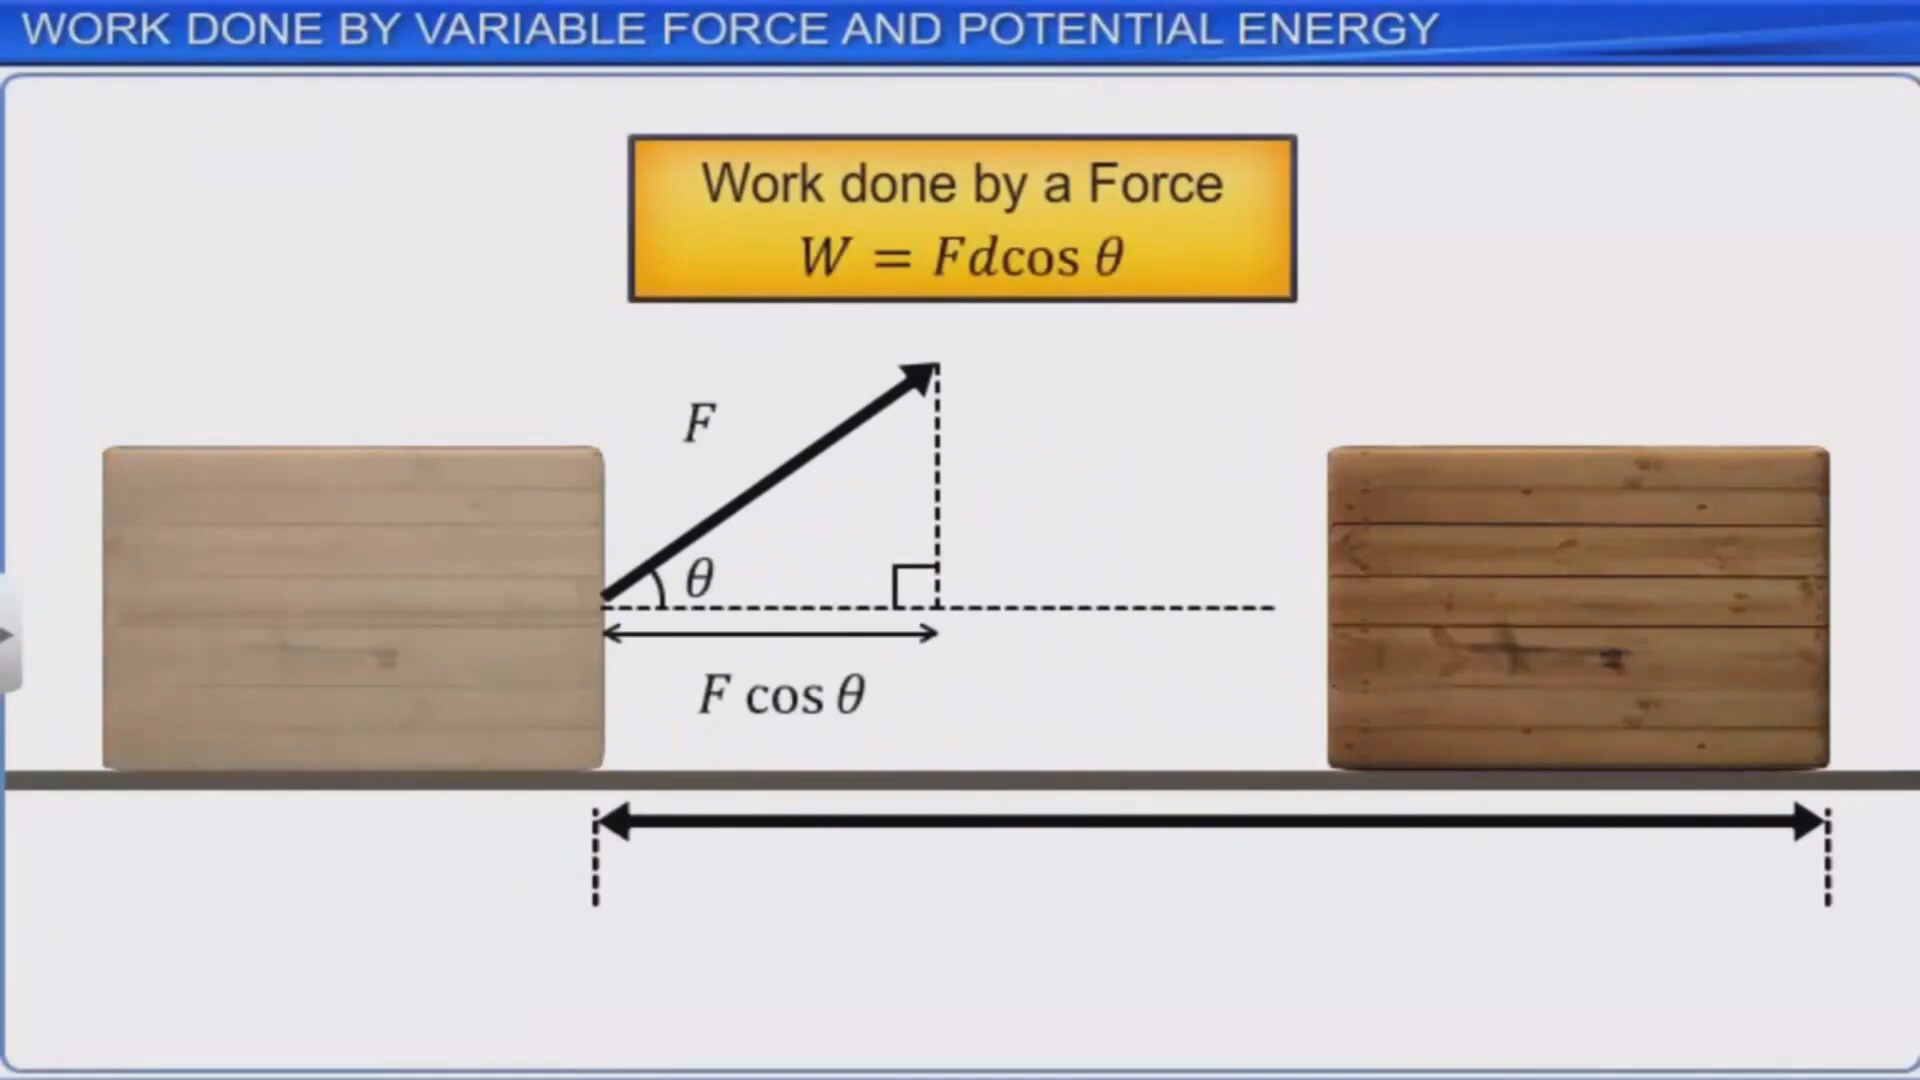 WORK DONE BY VARIABLE FORCE AND POTENTIAL ENERGY
Work done by a Force
W = Fdcos θ
F
θ
F cos θ